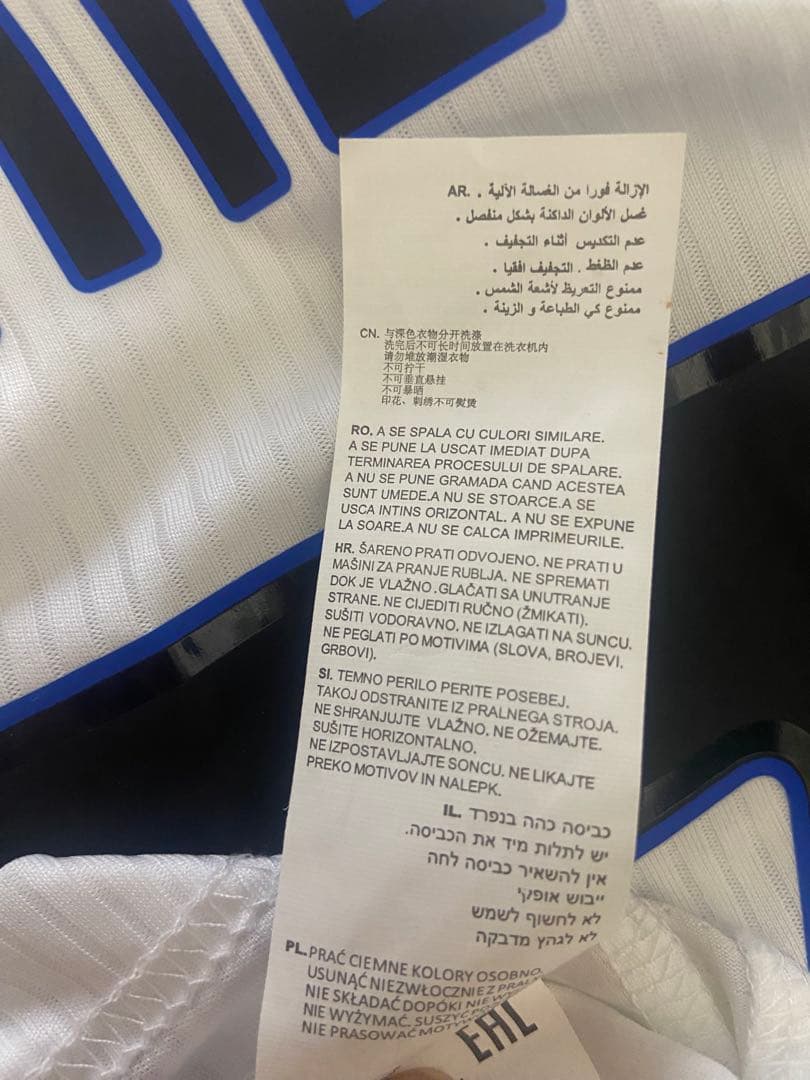 AR. الإزالة فورا من الغسالة الألية .
غسل الألوان الداكنة بشكل منفصل .
عدم التكديس أثناء التجفيف .
عدم الظغط . التجفيف افقيا .
ممنوع التعريظ لأشعة الشمس .
ممنوع كي الطباعة و الزينة .
CN. 与深色衣物分开洗涤
洗完后不可长时间放置在洗衣机内
请勿堆放潮湿衣物
不可拧干
不可垂直悬挂
不可暴晒
印花、刺绣不可熨烫
RO. A SE SPALA CU CULORI SIMILARE.
A SE PUNE LA USCAT IMEDIAT DUPA
TERMINAREA PROCESULUI DE SPALARE.
A NU SE PUNE GRAMADA CAND ACESTEA
SUNT UMEDE.A NU SE STOARCE.A SE
USCA INTINS ORIZONTAL. A NU SE EXPUNE
LA SOARE.A NU SE CALCA IMPRIMEURILE.
HR. ŠARENO PRATI ODVOJENO. NE PRATI U
MAŠINI ZA PRANJE RUBLJA. NE SPREMATI
DOK JE VLAŽNO.GLAČATI SA UNUTRANJE
STRANE. NE CIJEDITI RUČNO (ŽMIKATI).
SUŠITI VODORAVNO. NE IZLAGATI NA SUNCU.
NE PEGLATI PO MOTIVIMA (SLOVA, BROJEVI,
GRBOVI).
SI. TEMNO PERILO PERITE POSEBEJ.
TAKOJ ODSTRANITE IZ PRALNEGA STROJA.
NE SHRANJUJTE VLAŽNO. NE OŽEMAJTE.
SUŠITE HORIZONTALNO.
NE IZPOSTAVLJAJTE SONCU. NE LIKAJTE
PREKO MOTIVOV IN NALEPK.
IL. כביסה כהה בנפרד
יש לתלות מיד את הכביסה.
אין להשאיר כביסה לחה
ייבוש אופקי
לא לחשוף לשמש
לא לגהץ מדבקה
PL.PRAĆ CIEMNE KOLORY OSOBNO.
USUNĄĆ NIEZWŁOCZNIE Z
NIE SKŁADAĆ DOPÓKI NIE
NIE WYŻYMAĆ. SUSZYĆ
NIE PRASOWAĆ
EHL